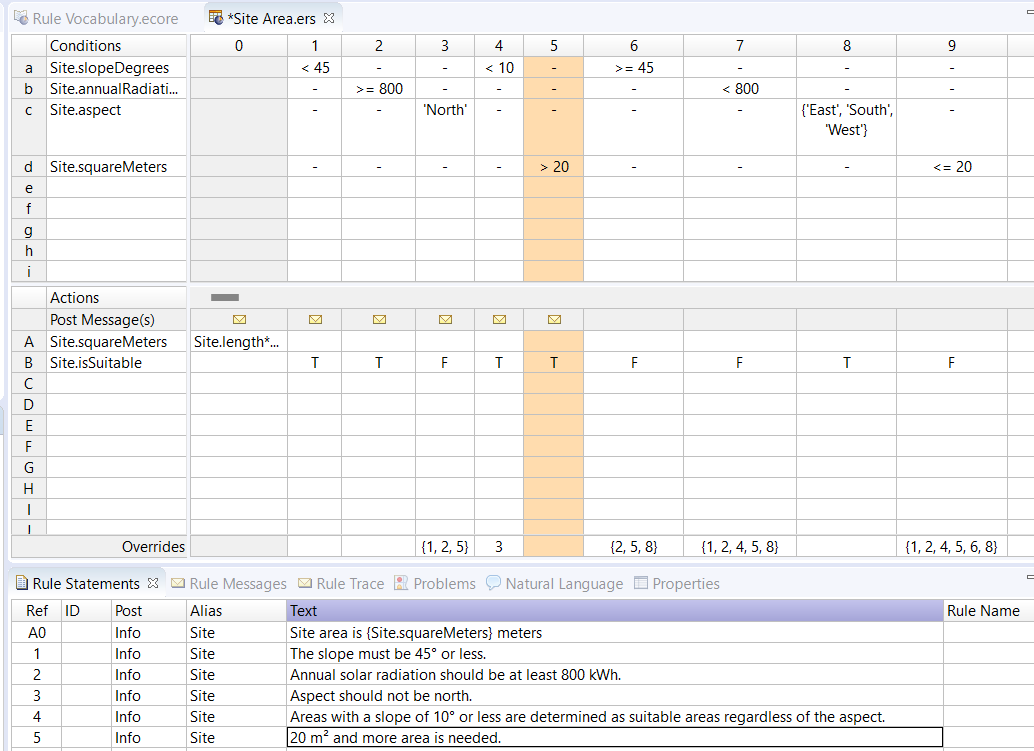 Rule Vocabulary.ecore *Site Area.ers
Conditions 0 1 2 3 4 5 6 7 8 9
a Site.slopeDegrees < 45 - - < 10 - >= 45 - - -
b Site.annualRadiati... - >= 800 - - - - < 800 - -
c Site.aspect - - 'North' - - - - {'East', 'South', -
'West'}
d Site.squareMeters - - - - > 20 - - - <= 20
e
f
g
h
i
Actions
Post Message(s)
A Site.squareMeters Site.length*...
B Site.isSuitable T T F T T F F T F
C
D
E
F
G
H
I
J
Overrides {1, 2, 5} 3 {2, 5, 8} {1, 2, 4, 5, 8} {1, 2, 4, 5, 6, 8}
Rule Statements Rule Messages Rule Trace Problems Natural Language Properties
Ref ID Post Alias Text Rule Name
A0 Info Site Site area is {Site.squareMeters} meters
1 Info Site The slope must be 45° or less.
2 Info Site Annual solar radiation should be at least 800 kWh.
3 Info Site Aspect should not be north.
4 Info Site Areas with a slope of 10° or less are determined as suitable areas regardless of the aspect.
5 Info Site 20 m² and more area is needed.